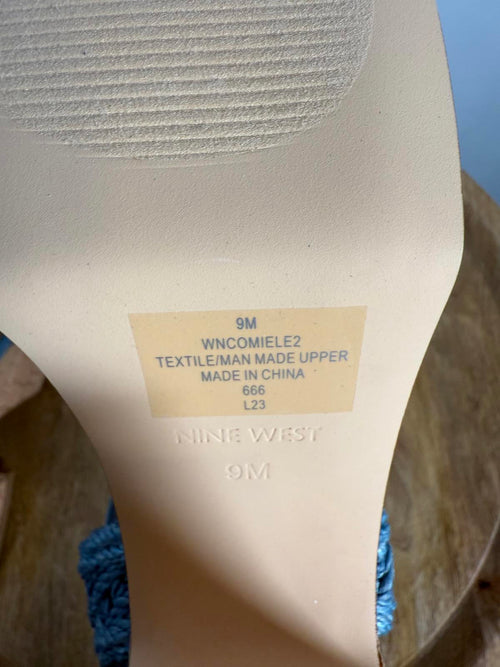 9M
WNCOMIELE2
TEXTILE/MAN MADE UPPER
MADE IN CHINA
666
L23
NINE WEST
9M